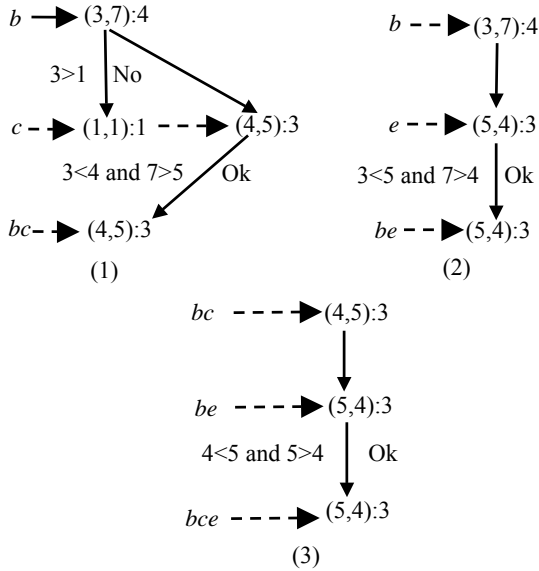 b (3,7):4
3>1 No
c (1,1):1 (4,5):3
3<4 and 7>5 Ok
bc (4,5):3
(1)
b (3,7):4
e (5,4):3
3<5 and 7>4 Ok
be (5,4):3
(2)
bc (4,5):3
be (5,4):3
4<5 and 5>4 Ok
bce (5,4):3
(3)